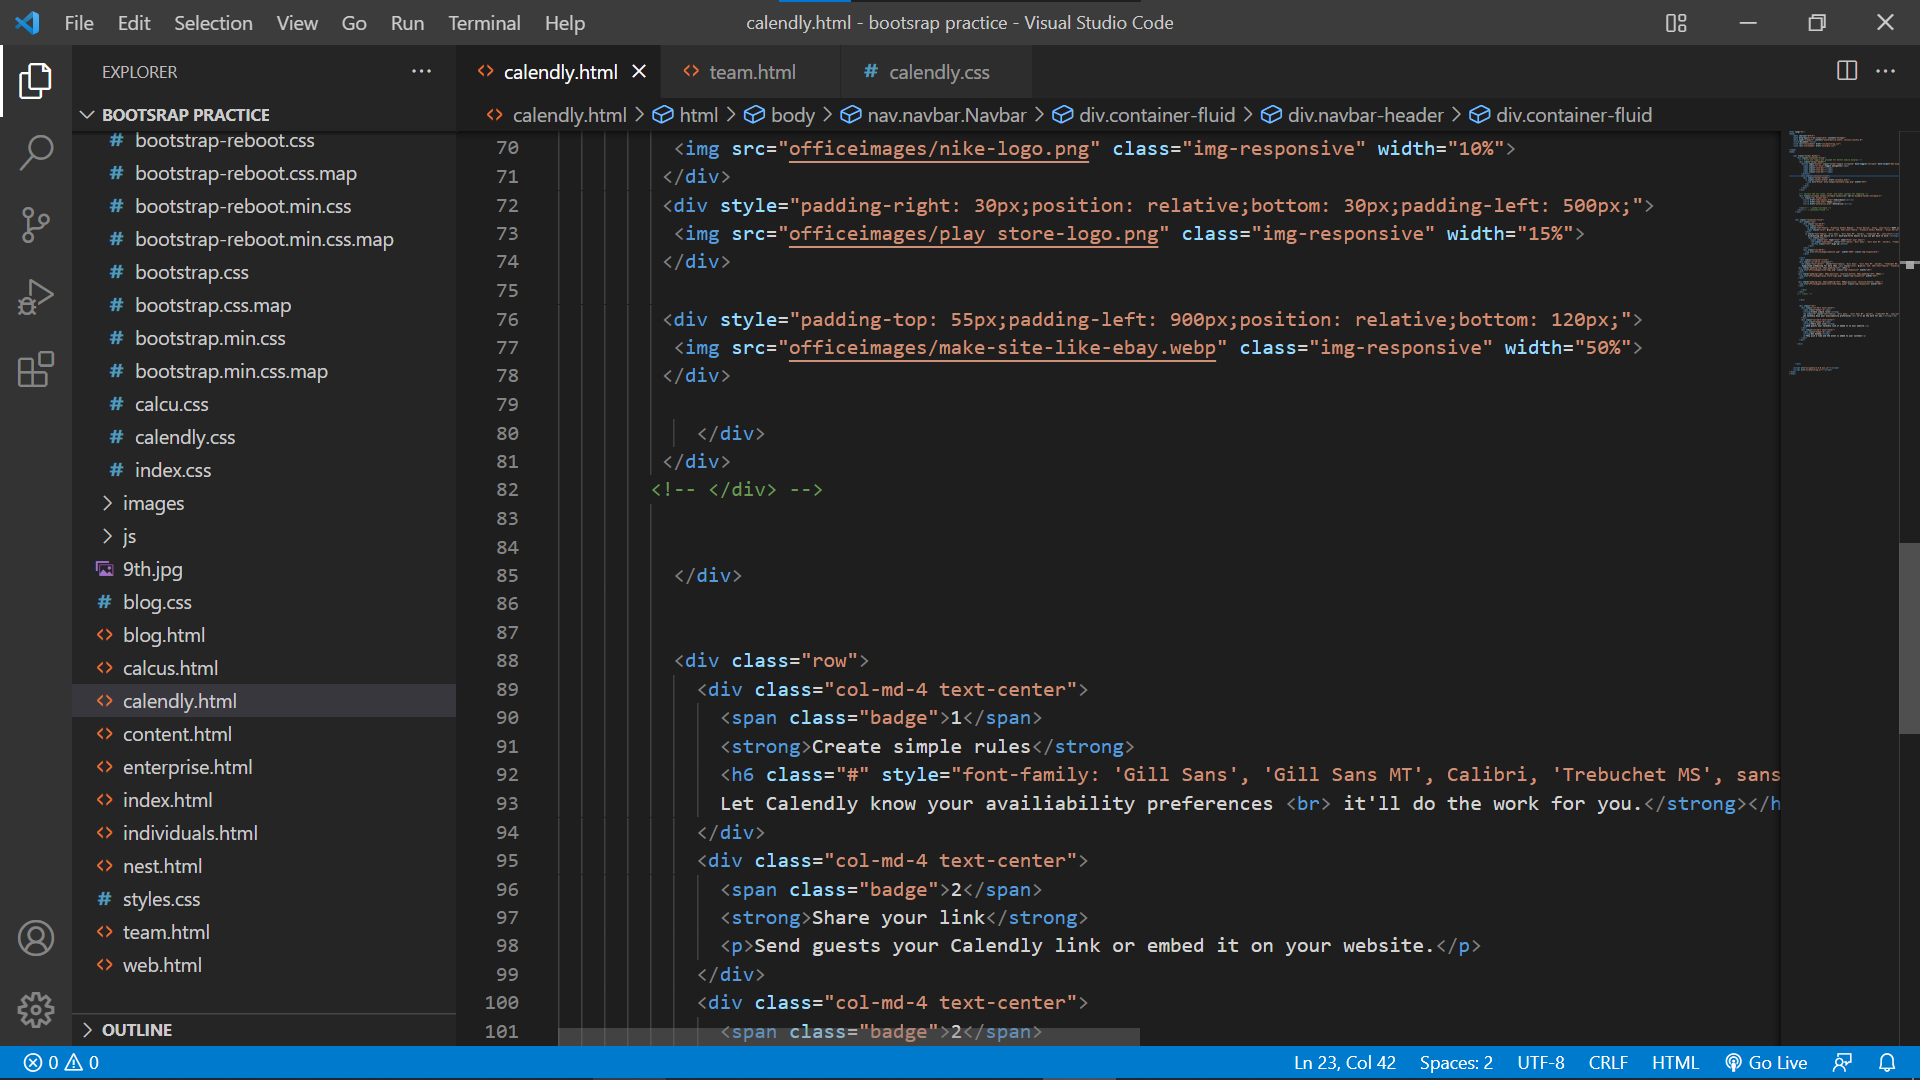 File Edit Selection View Go Run Terminal Help
calendly.html - bootsrap practice - Visual Studio Code
EXPLORER
BOOTSRAP PRACTICE
# bootstrap-reboot.css
# bootstrap-reboot.css.map
# bootstrap-reboot.min.css
# bootstrap-reboot.min.css.map
# bootstrap.css
# bootstrap.css.map
# bootstrap.min.css
# bootstrap.min.css.map
# calcu.css
# calendly.css
# index.css
images
js
9th.jpg
# blog.css
<> blog.html
<> calcus.html
<> calendly.html
<> content.html
<> enterprise.html
<> index.html
<> individuals.html
<> nest.html
# styles.css
<> team.html
<> web.html
OUTLINE
<> calendly.html
<> team.html
# calendly.css
<> calendly.html > html > body > nav.navbar.Navbar > div.container-fluid > div.navbar-header > div.container-fluid
70 <img src="officeimages/nike-logo.png" class="img-responsive" width="10%">
71 </div>
72 <div style="padding-right: 30px;position: relative;bottom: 30px;padding-left: 500px;">
73 <img src="officeimages/play store-logo.png" class="img-responsive" width="15%">
74 </div>
75
76 <div style="padding-top: 55px;padding-left: 900px;position: relative;bottom: 120px;">
77 <img src="officeimages/make-site-like-ebay.webp" class="img-responsive" width="50%">
78 </div>
79
80 </div>
81 </div>
82 <!-- </div> -->
83
84
85 </div>
86
87
88 <div class="row">
89 <div class="col-md-4 text-center">
90 <span class="badge">1</span>
91 <strong>Create simple rules</strong>
92 <h6 class="#" style="font-family: 'Gill Sans', 'Gill Sans MT', Calibri, 'Trebuchet MS', sans
93 Let Calendly know your availiability preferences <br> it'll do the work for you.</strong></h
94 </div>
95 <div class="col-md-4 text-center">
96 <span class="badge">2</span>
97 <strong>Share your link</strong>
98 <p>Send guests your Calendly link or embed it on your website.</p>
99 </div>
100 <div class="col-md-4 text-center">
101 <span class="badge">2</span>
0 0
Ln 23, Col 42 Spaces: 2 UTF-8 CRLF HTML Go Live